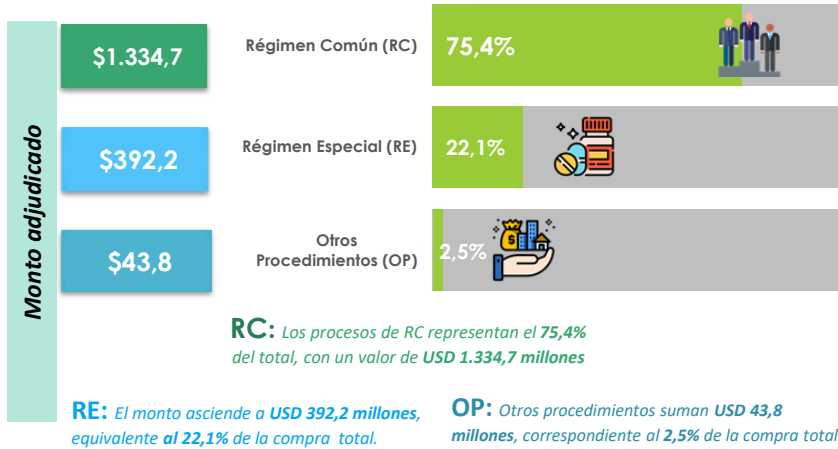 Monto adjudicado
$1.334,7
Régimen Común (RC)
75,4%
$392,2
Régimen Especial (RE)
22,1%
$43,8
Otros
Procedimientos (OP)
2,5%
RC: Los procesos de RC representan el 75,4%
del total, con un valor de USD 1.334,7 millones
RE: El monto asciende a USD 392,2 millones,
equivalente al 22,1% de la compra total.
OP: Otros procedimientos suman USD 43,8
millones, correspondiente al 2,5% de la compra total